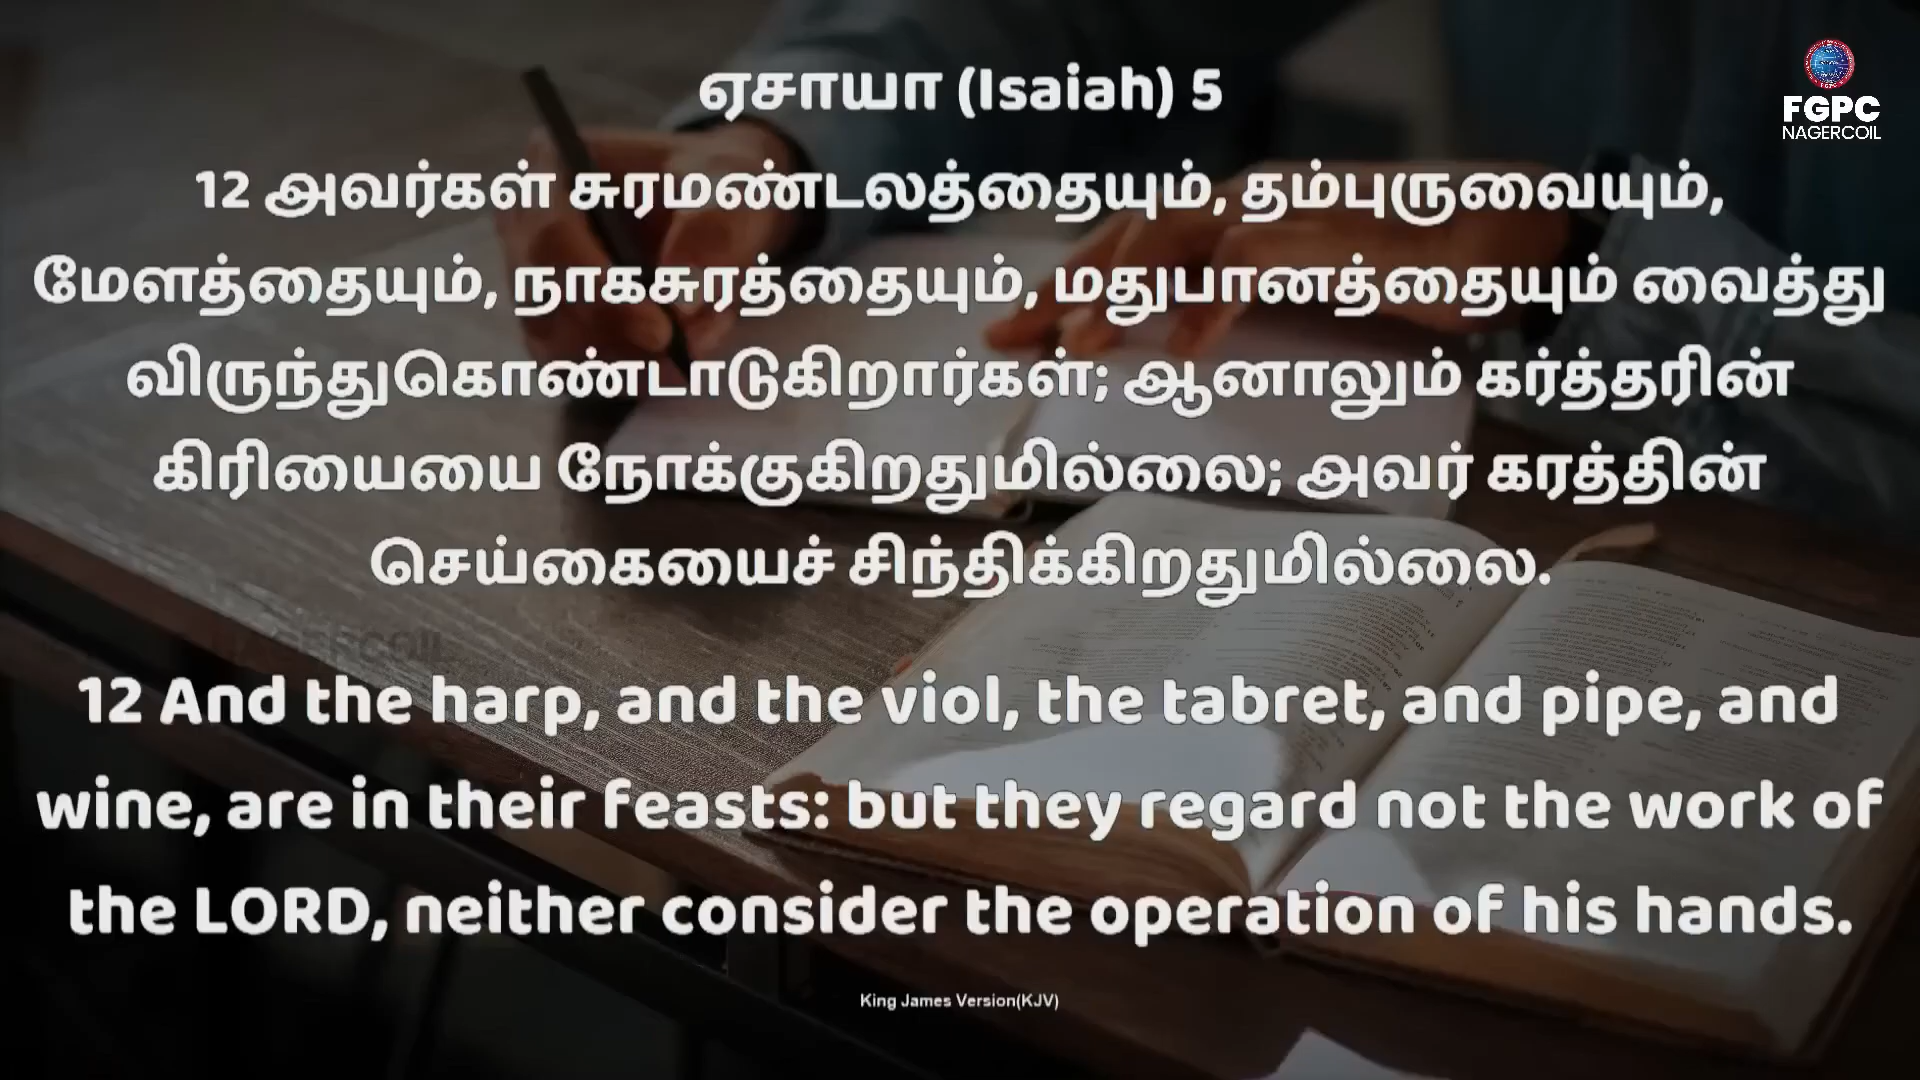 ஏசாயா (Isaiah) 5
FGPC
NAGERCOIL
12 அவர்கள் சுரமண்டலத்தையும், தம்புருவையும்,
மேளத்தையும், நாகசுரத்தையும், மதுபானத்தையும் வைத்து
விருந்துகொண்டாடுகிறார்கள்; ஆனாலும் கர்த்தரின்
கிரியையை நோக்குகிறதுமில்லை; அவர் கரத்தின்
செய்கையைச் சிந்திக்கிறதுமில்லை.
NAGERCOIL
12 And the harp, and the viol, the tabret, and pipe, and
wine, are in their feasts: but they regard not the work of
the LORD, neither consider the operation of his hands.
King James Version(KJV)